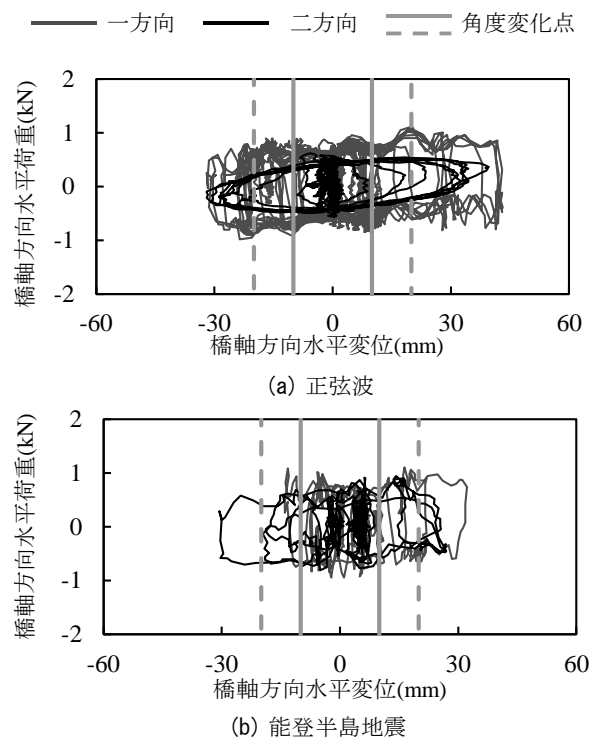 一方向 二方向 角度変化点
橋軸方向水平荷重(kN)
2
1
0
-1
-2
-60 -30 0 30 60
橋軸方向水平変位(mm)
(a) 正弦波
橋軸方向水平荷重(kN)
2
1
0
-1
-2
-60 -30 0 30 60
橋軸方向水平変位(mm)
(b) 能登半島地震